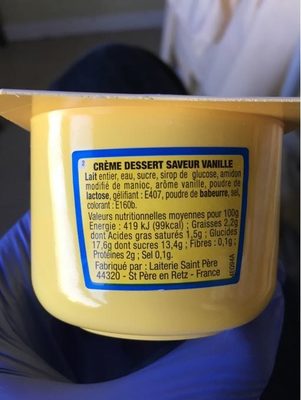 CRÈME DESSERT SAVEUR VANILLE
Lait entier, eau, sucre, sirop de glucose, amidon
modifié de manioc, arôme vanille, poudre de
lactose, gélifiant : E407, poudre de babeurre, sel,
colorant : E160b.
Valeurs nutritionnelles moyennes pour 100g
Energie : 419 kJ (99kcal) ; Graisses 2,2g
dont Acides gras saturés 1,5g ; Glucides
17,6g dont sucres 13,4g ; Fibres : 0,1g ;
Protéines 2g ; Sel 0,1g.
Fabriqué par : Laiterie Saint Père
44320 - St Père en Retz - France